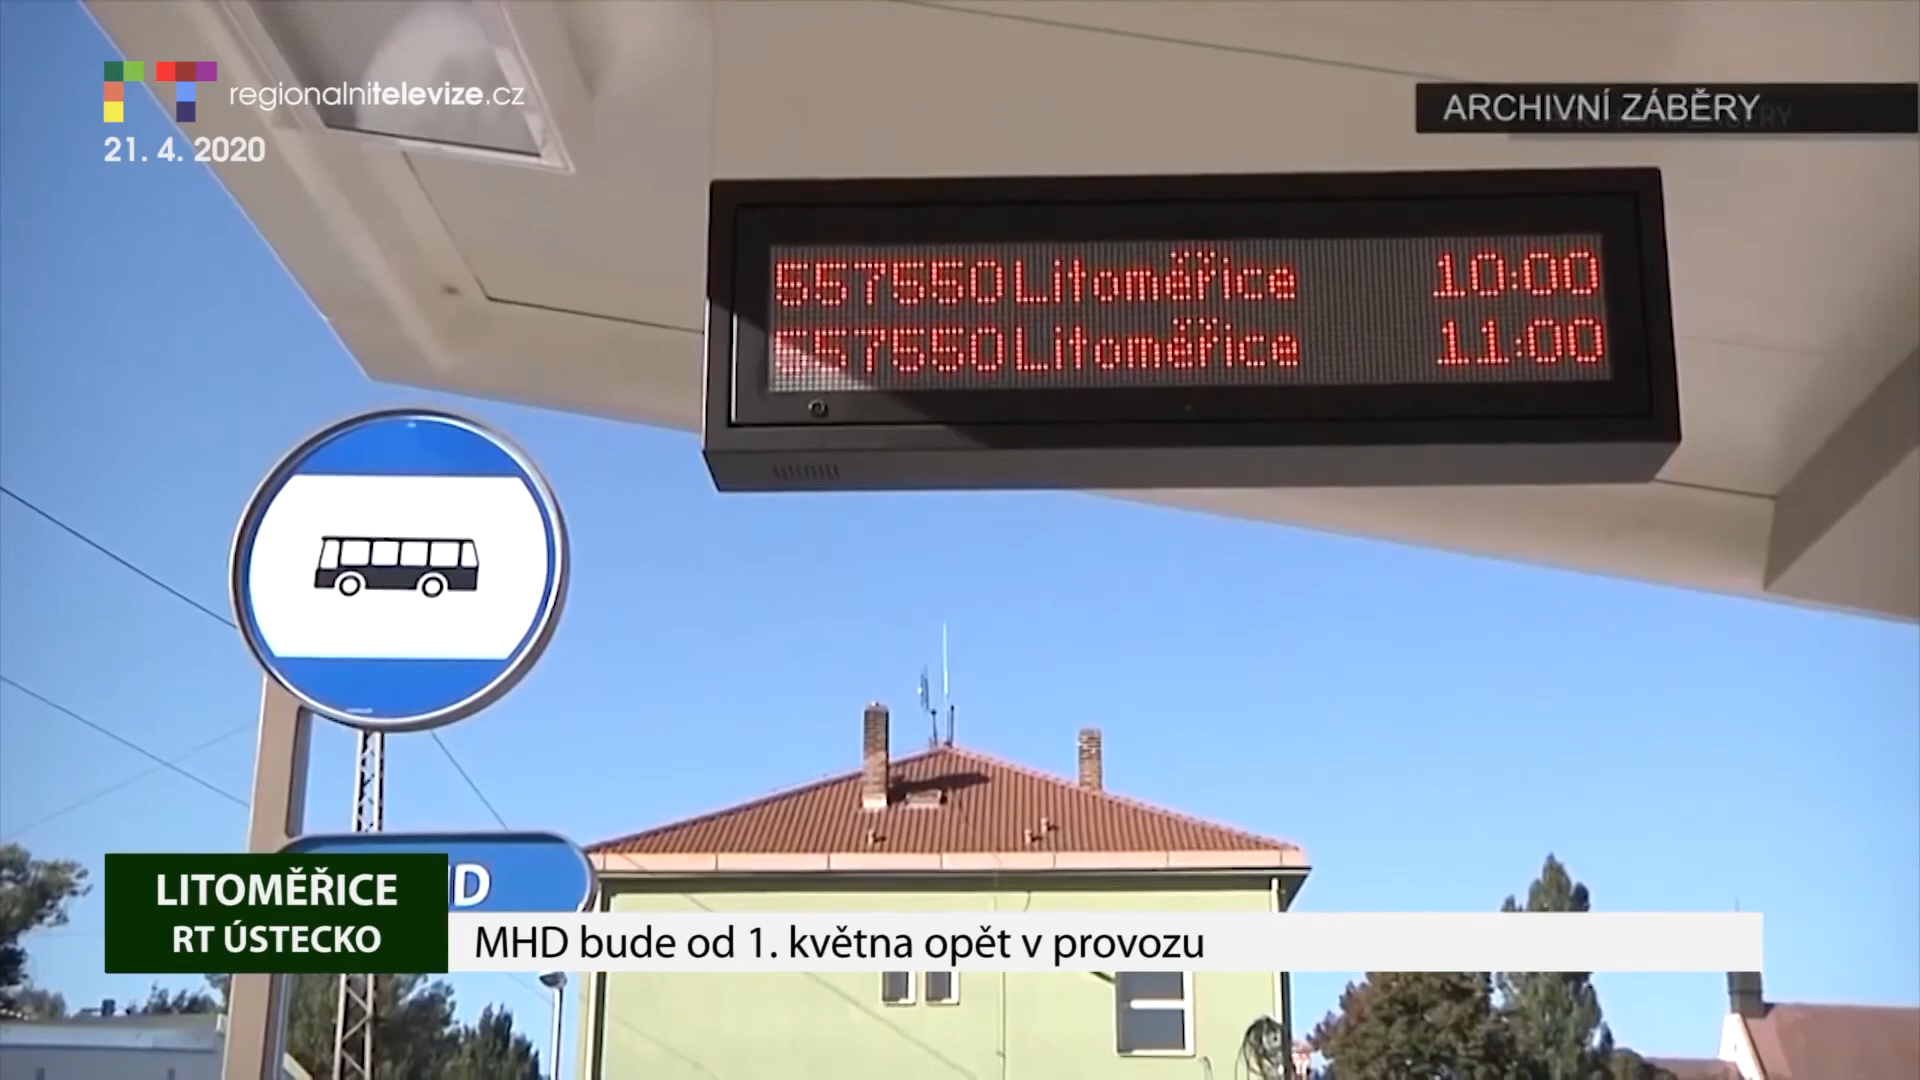 regionalnitelevize.cz
21. 4. 2020
ARCHIVNÍ ZÁBĚRY
557550 Litoměřice 10:00
557550 Litoměřice 11:00
LITOMĚŘICE
RT ÚSTECKO
MHD bude od 1. května opět v provozu